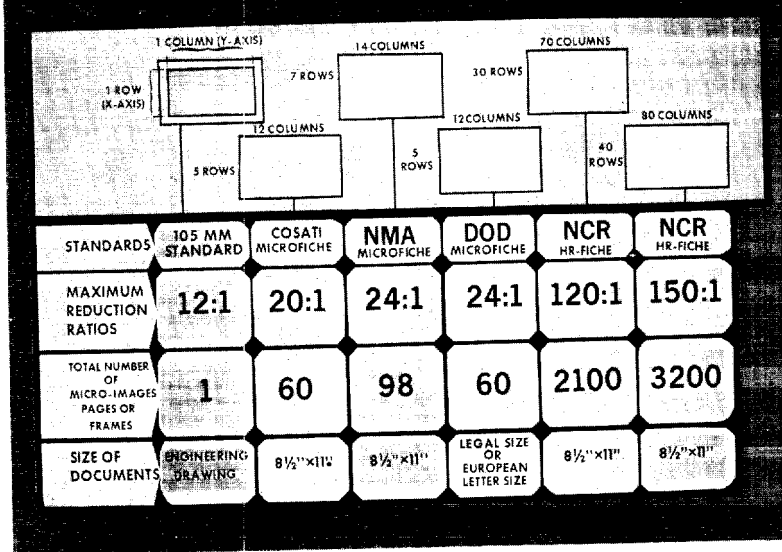 1 COLUMN (Y-AXIS)
14 COLUMNS
70 COLUMNS
1 ROW
(X-AXIS)
7 ROWS
30 ROWS
12 COLUMNS
12 COLUMNS
80 COLUMNS
5 ROWS
5
ROWS
40
ROWS
STANDARDS
105 MM
STANDARD
COSATI
MICROFICHE
NMA
MICROFICHE
DOD
MICROFICHE
NCR
HR-FICHE
NCR
HR-FICHE
MAXIMUM
REDUCTION
RATIOS
12:1
20:1
24:1
24:1
120:1
150:1
TOTAL NUMBER
OF
MICRO-IMAGES
PAGES OR
FRAMES
1
60
98
60
2100
3200
SIZE OF
DOCUMENTS
ENGINEERING
DRAWING
8½"×11"
8½"×11"
LEGAL SIZE
OR
EUROPEAN
LETTER SIZE
8½"×11"
8½"×11"